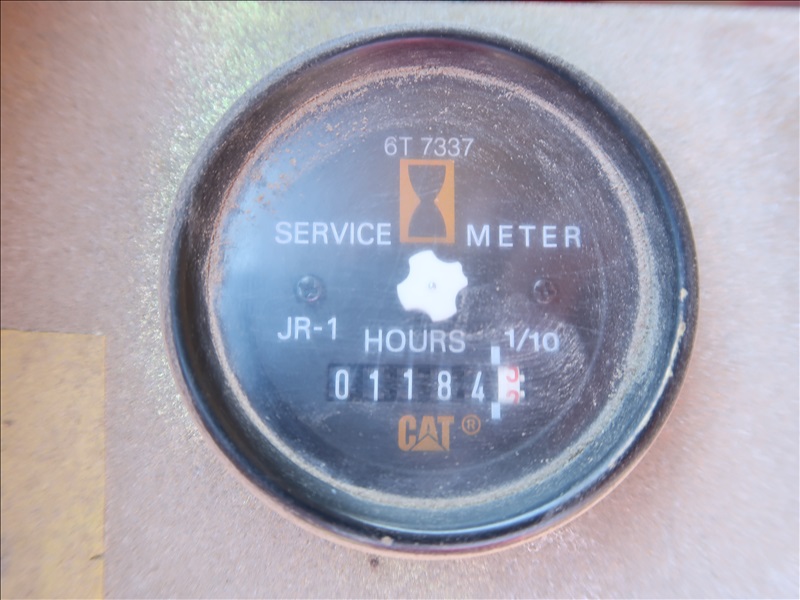 6T 7337
SERVICE METER
JR-1 HOURS 1/10
01184
CAT®